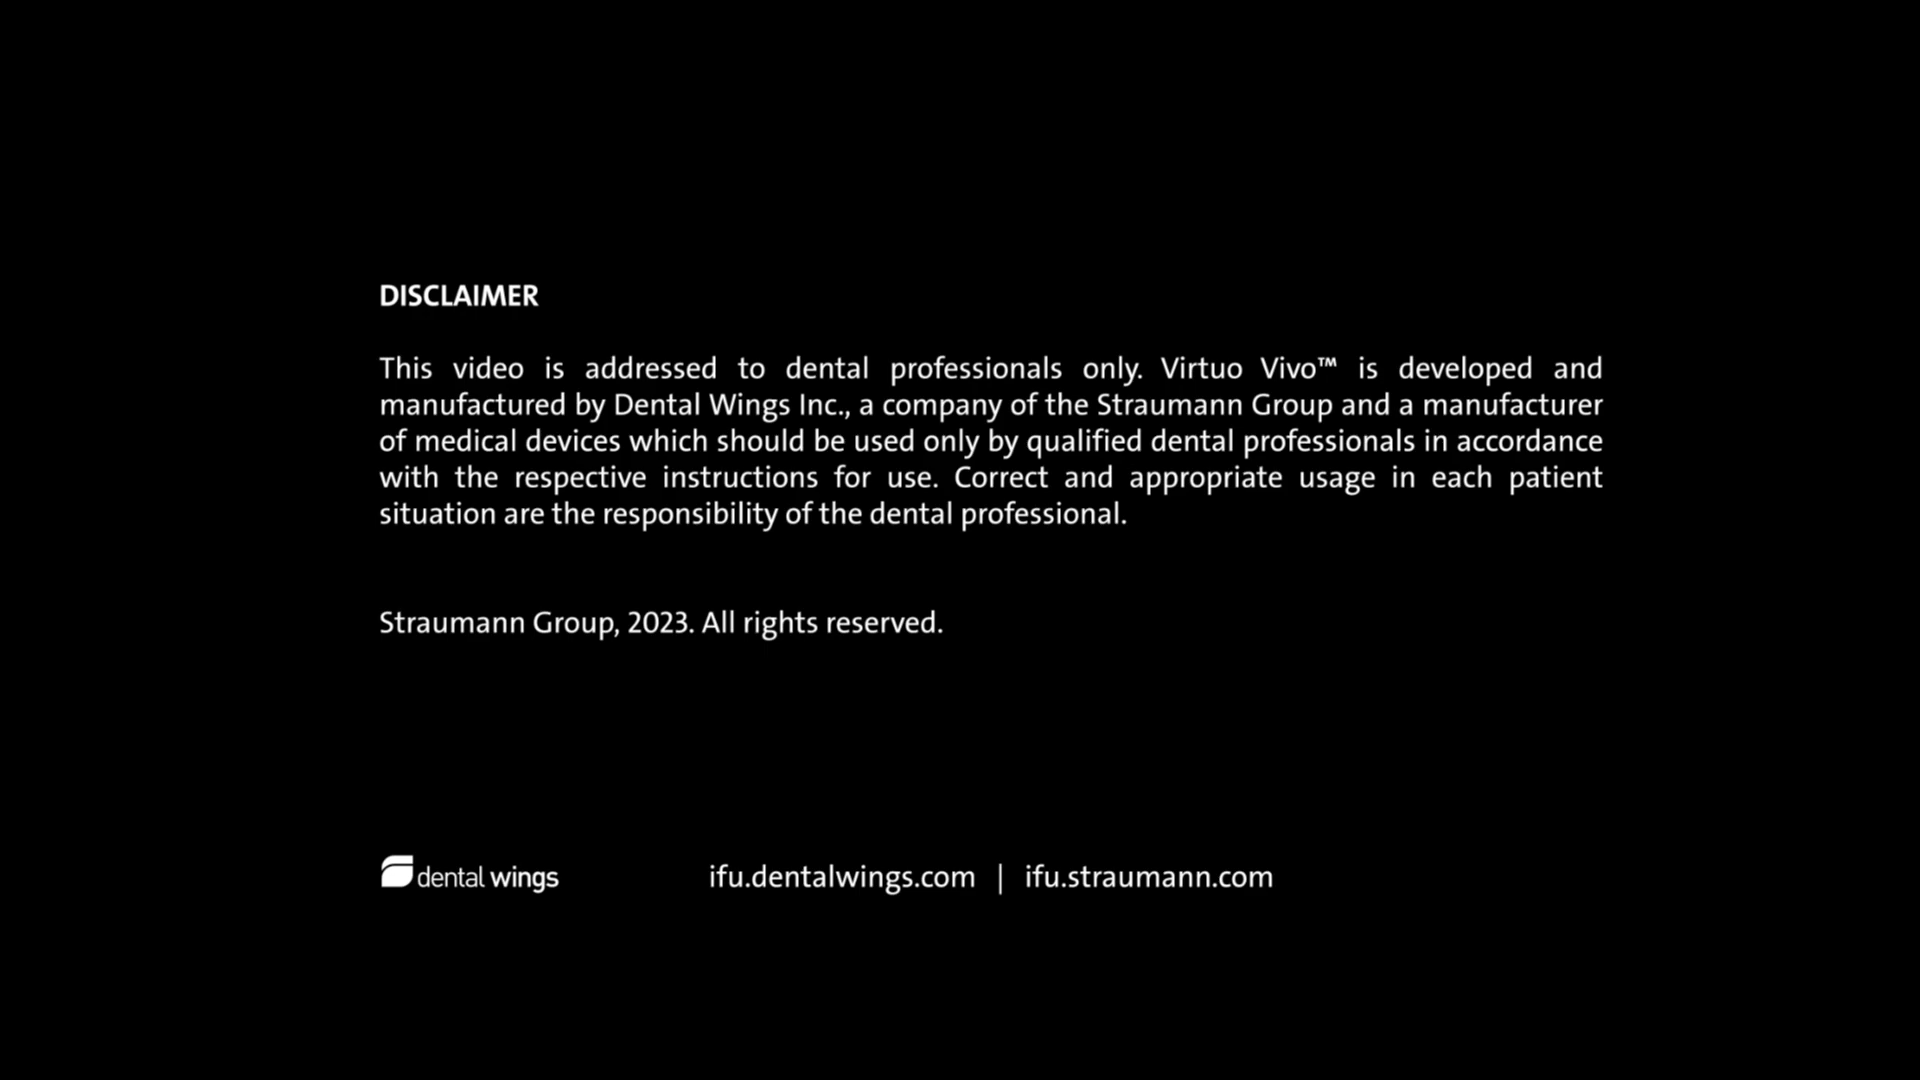 DISCLAIMER
This video is addressed to dental professionals only. Virtuo Vivo™ is developed and
manufactured by Dental Wings Inc., a company of the Straumann Group and a manufacturer
of medical devices which should be used only by qualified dental professionals in accordance
with the respective instructions for use. Correct and appropriate usage in each patient
situation are the responsibility of the dental professional.
Straumann Group, 2023. All rights reserved.
dental wings ifu.dentalwings.com | ifu.straumann.com